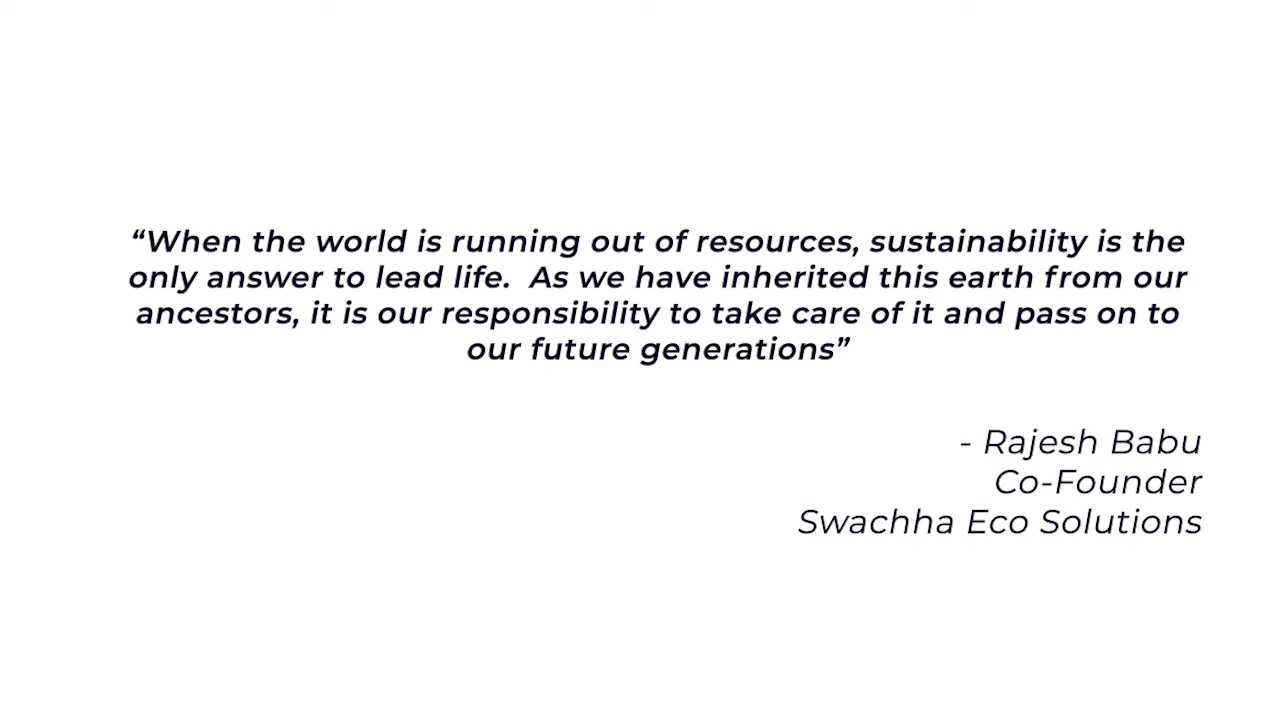 “When the world is running out of resources, sustainability is the
only answer to lead life.  As we have inherited this earth from our
ancestors, it is our responsibility to take care of it and pass on to
our future generations”
- Rajesh Babu
Co-Founder
Swachha Eco Solutions